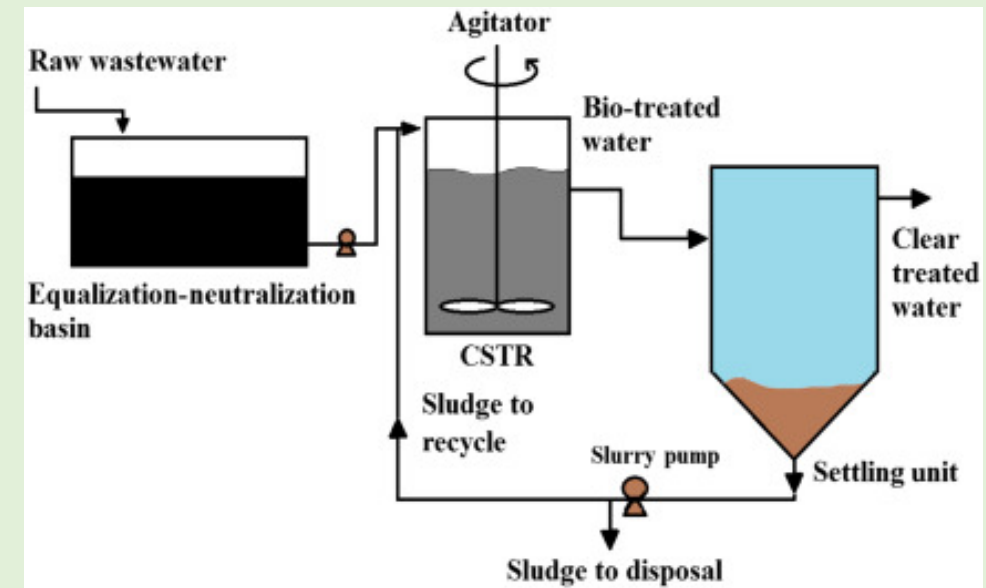 Agitator
Raw wastewater
Bio-treated
water
Clear
treated
water
Equalization-neutralization
basin
CSTR
Sludge to
recycle
Slurry pump
Settling unit
Sludge to disposal